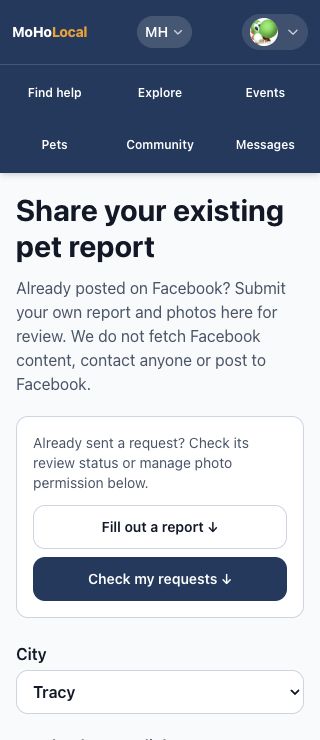 MoHoLocal MH
Find help Explore Events
Pets Community Messages
Share your existing
pet report
Already posted on Facebook? Submit
your own report and photos here for
review. We do not fetch Facebook
content, contact anyone or post to
Facebook.
Already sent a request? Check its
review status or manage photo
permission below.
Fill out a report ↓
Check my requests ↓
City
Tracy